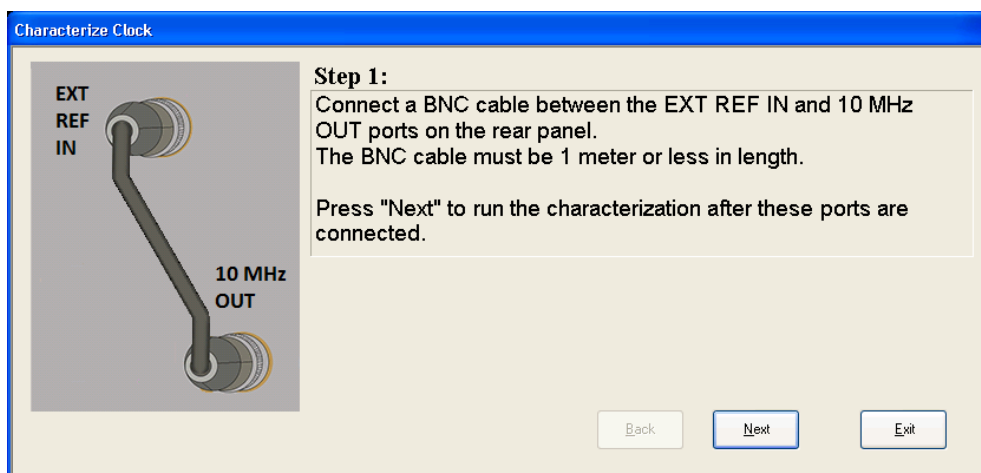 Characterize Clock
EXT
REF
IN
10 MHz
OUT
Step 1:
Connect a BNC cable between the EXT REF IN and 10 MHz
OUT ports on the rear panel.
The BNC cable must be 1 meter or less in length.
Press "Next" to run the characterization after these ports are
connected.
Back
Next
Exit